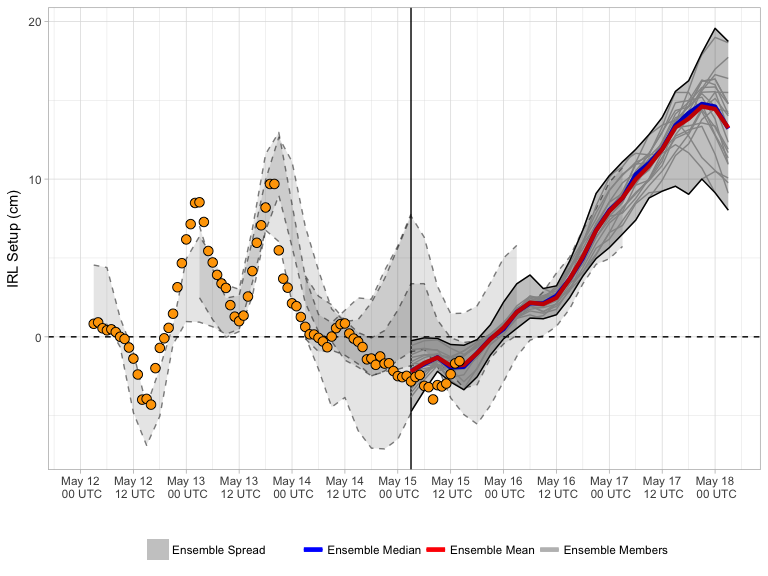 20
10
0
IRL Setup (cm)
May 12 May 12 May 13 May 13 May 14 May 14 May 15 May 15 May 16 May 16 May 17 May 17 May 18
00 UTC 12 UTC 00 UTC 12 UTC 00 UTC 12 UTC 00 UTC 12 UTC 00 UTC 12 UTC 00 UTC 12 UTC 00 UTC
Ensemble Spread Ensemble Median Ensemble Mean Ensemble Members